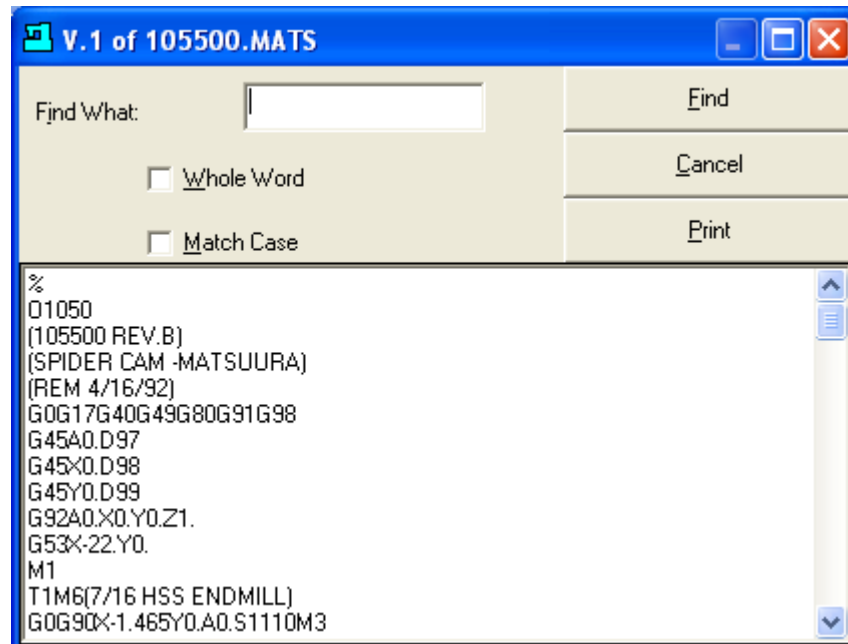 V.1 of 105500.MATS
Find What:
Find
Whole Word
Cancel
Match Case
Print
%
O1050
(105500 REV.B)
(SPIDER CAM -MATSUURA)
(REM 4/16/92)
G0G17G40G49G80G91G98
G45A0.D97
G45X0.D98
G45Y0.D99
G92A0.X0.Y0.Z1.
G53X-22.Y0.
M1
T1M6(7/16 HSS ENDMILL)
G0G90X-1.465Y0.A0.S1110M3